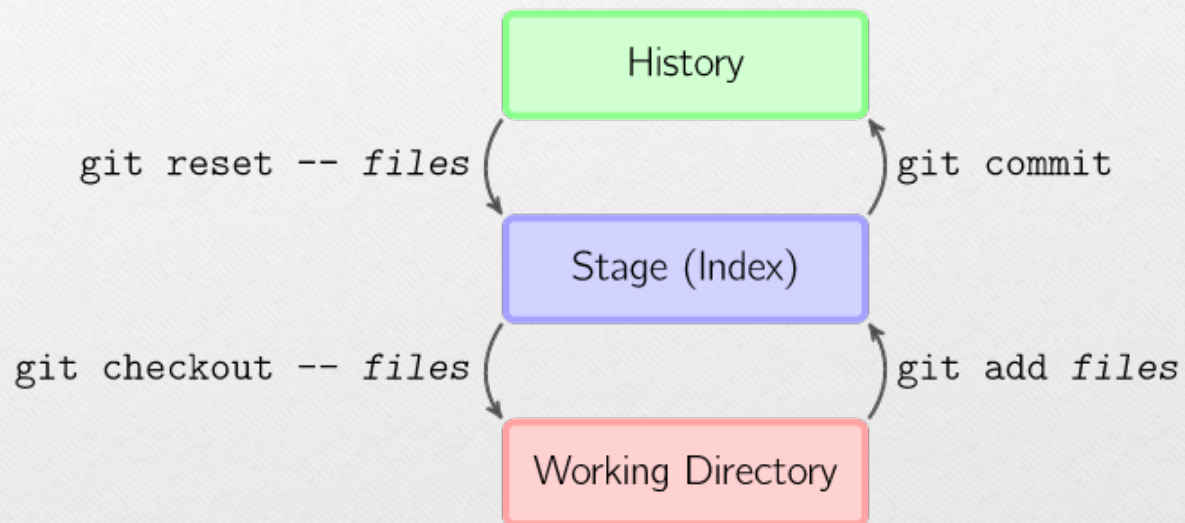 History
git reset -- files
git commit
Stage (Index)
git checkout -- files
git add files
Working Directory